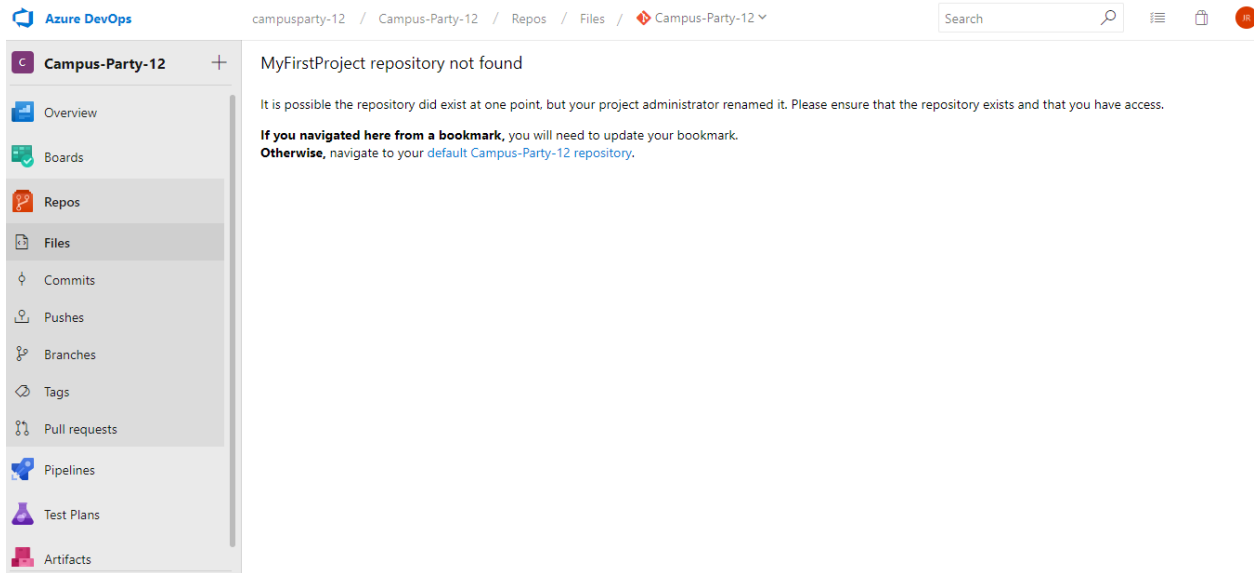 Azure DevOps
campusparty-12 / Campus-Party-12 / Repos / Files / Campus-Party-12
Search
JR
C Campus-Party-12
Overview
Boards
Repos
Files
Commits
Pushes
Branches
Tags
Pull requests
Pipelines
Test Plans
Artifacts
MyFirstProject repository not found
It is possible the repository did exist at one point, but your project administrator renamed it. Please ensure that the repository exists and that you have access.
If you navigated here from a bookmark, you will need to update your bookmark.
Otherwise, navigate to your default Campus-Party-12 repository.